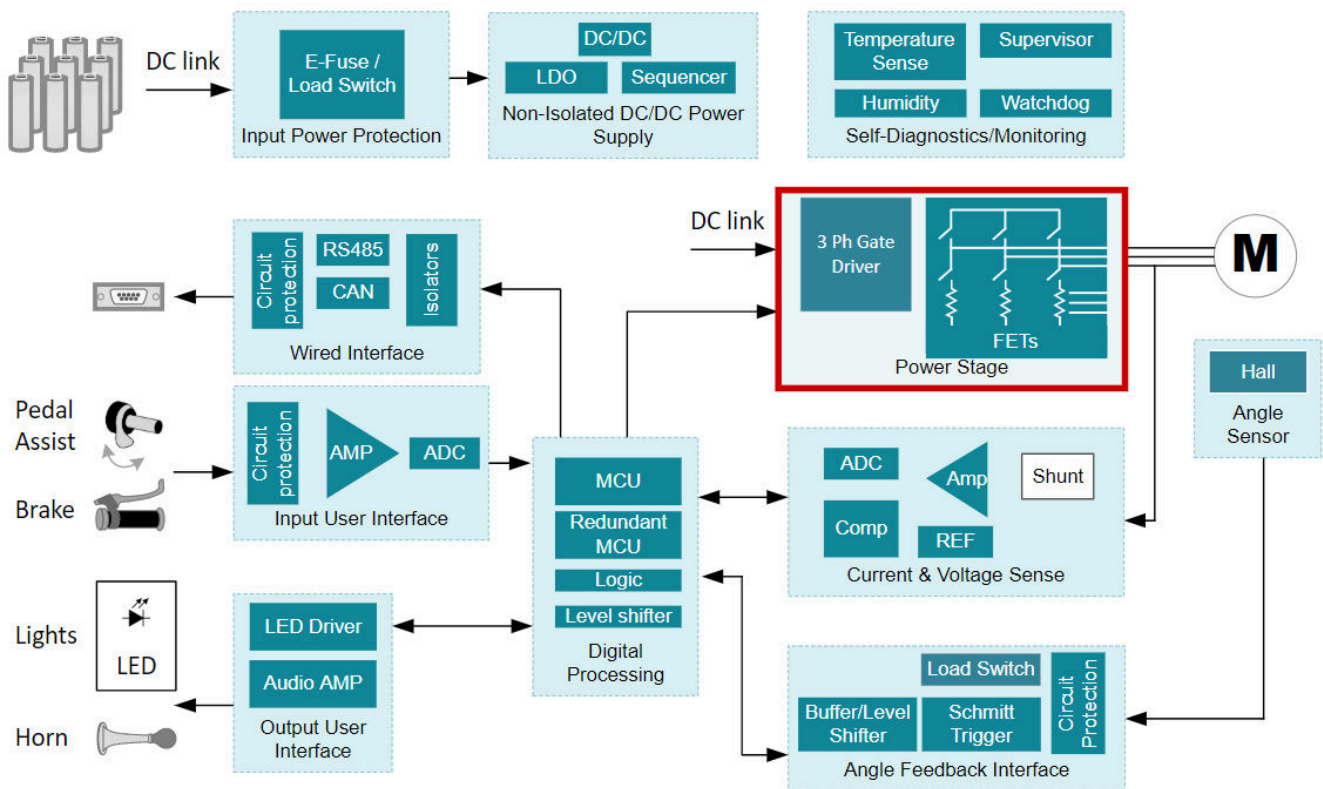 DC link
E-Fuse /
Load Switch
Input Power Protection
DC/DC
LDO
Sequencer
Non-Isolated DC/DC Power
Supply
Temperature
Sense
Supervisor
Humidity
Watchdog
Self-Diagnostics/Monitoring
Circuit
protection
RS485
CAN
Isolators
Wired Interface
DC link
3 Ph Gate
Driver
FETs
Power Stage
M
Hall
Angle
Sensor
Pedal
Assist
Brake
Circuit
protection
AMP
ADC
Input User Interface
MCU
Redundant
MCU
Logic
Level shifter
Digital
Processing
ADC
Amp
Shunt
Comp
REF
Current & Voltage Sense
Lights
LED
Horn
LED Driver
Audio AMP
Output User
Interface
Load Switch
Buffer/Level
Shifter
Schmitt
Trigger
Circuit
Protection
Angle Feedback Interface